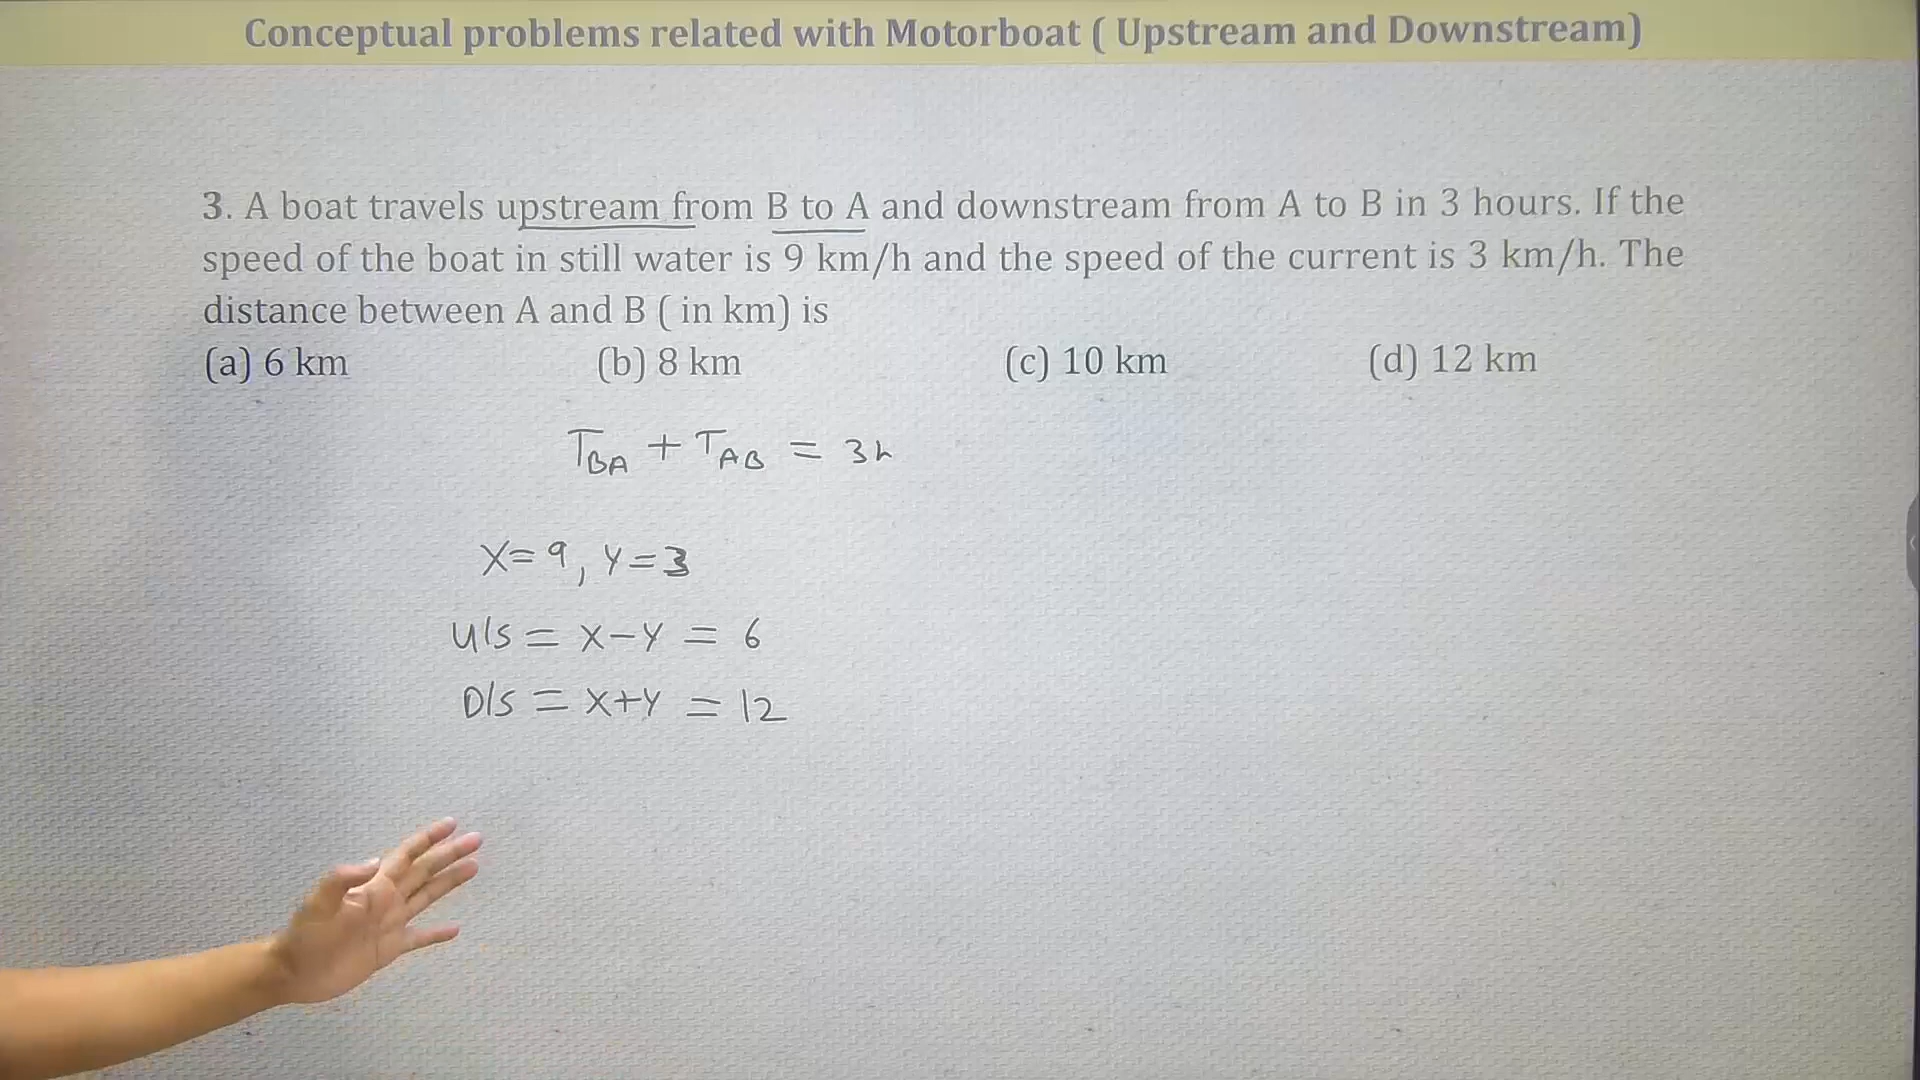 Conceptual problems related with Motorboat ( Upstream and Downstream)
3. A boat travels upstream from B to A and downstream from A to B in 3 hours. If the
speed of the boat in still water is 9 km/h and the speed of the current is 3 km/h. The
distance between A and B ( in km) is
(a) 6 km (b) 8 km (c) 10 km (d) 12 km
T_BA + T_AB = 3h
X=9, Y=3
U/S = X-Y = 6
D/S = X+Y = 12